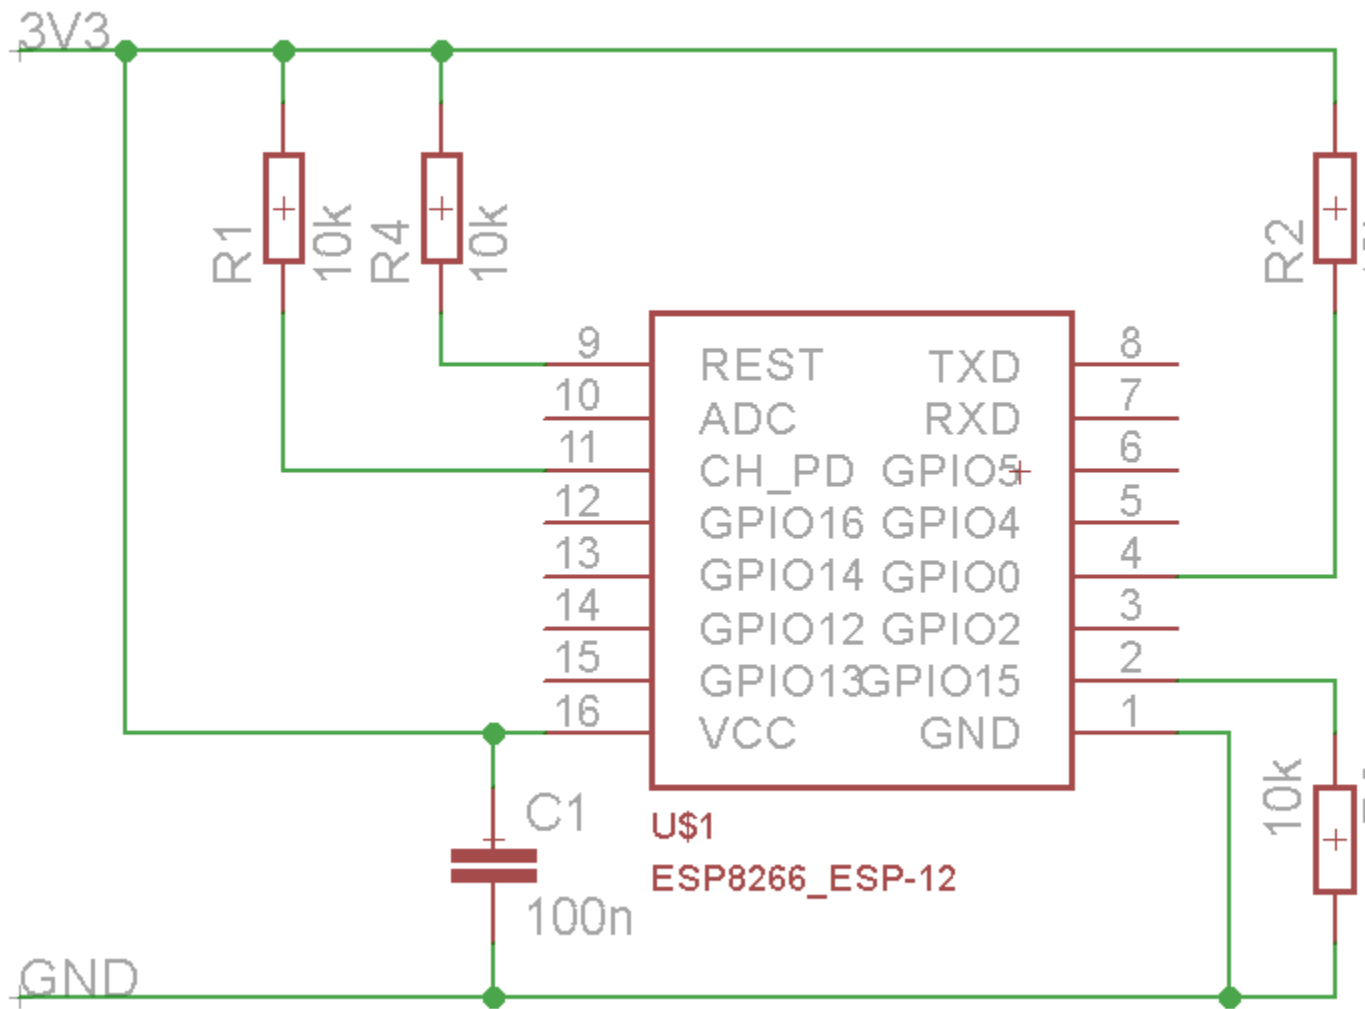 3V3
R1
10k
R4
10k
R2
9
REST
TXD
8
10
ADC
RXD
7
11
CH_PD
GPIO5
6
12
GPIO16
GPIO4
5
13
GPIO14
GPIO0
4
14
GPIO12
GPIO2
3
15
GPIO13
GPIO15
2
16
VCC
GND
1
C1
100n
U$1
ESP8266_ESP-12
10k
GND